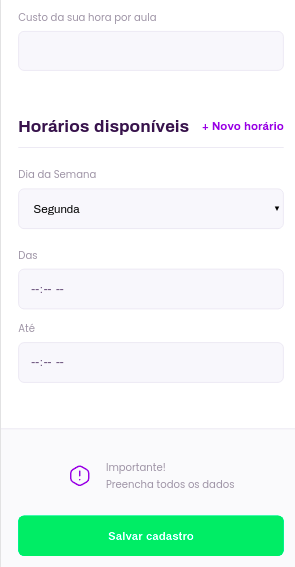 Custo da sua hora por aula
Horários disponíveis + Novo horário
Dia da Semana
Segunda
Das
--:-- --
Até
--:-- --
Importante!
Preencha todos os dados
Salvar cadastro